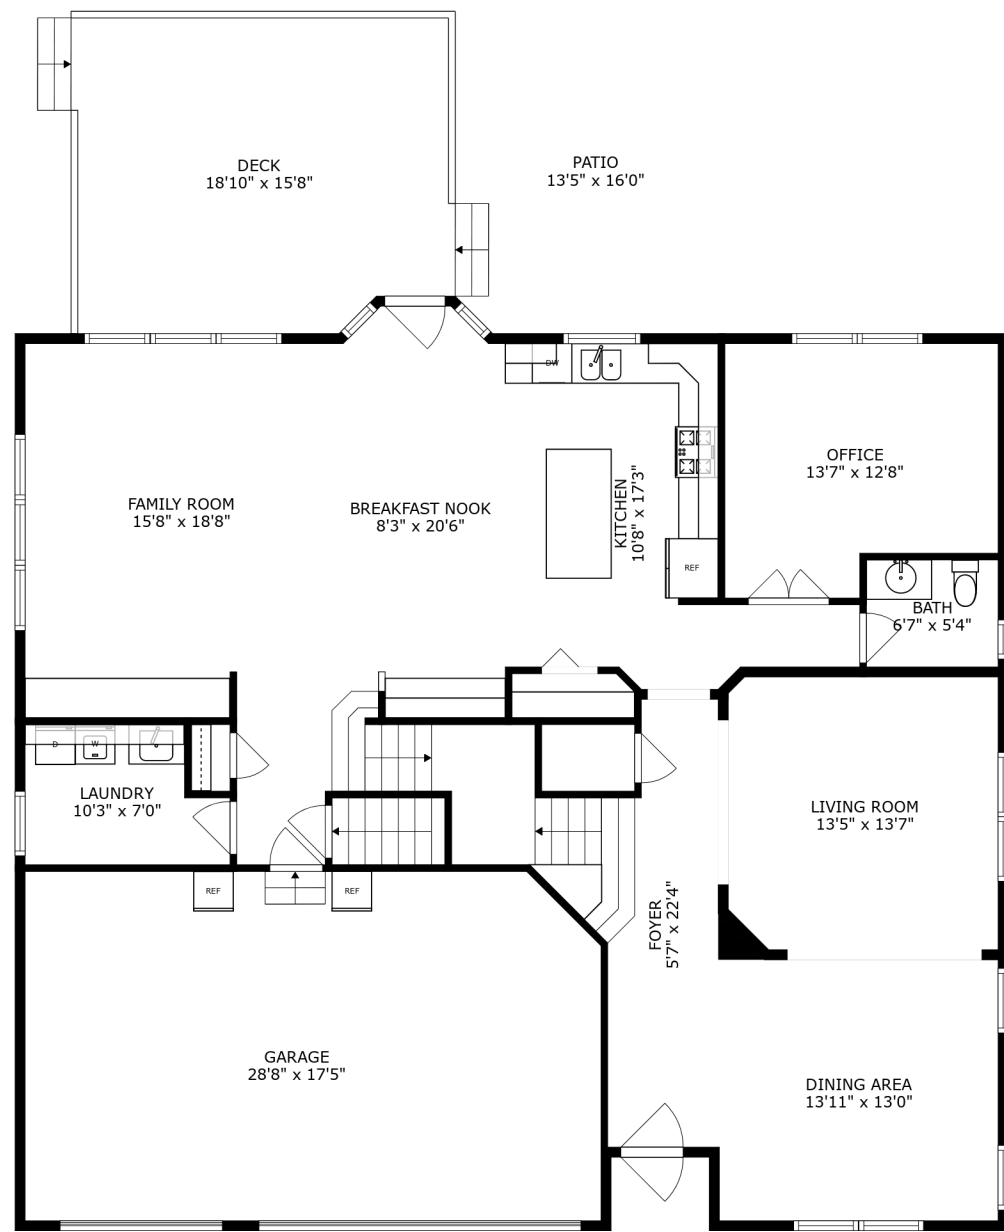 DECK
18'10" x 15'8"
PATIO
13'5" x 16'0"
DW
OFFICE
13'7" x 12'8"
FAMILY ROOM
15'8" x 18'8"
BREAKFAST NOOK
8'3" x 20'6"
KITCHEN
10'8" x 17'3"
REF
BATH
6'7" x 5'4"
D
W
LAUNDRY
10'3" x 7'0"
LIVING ROOM
13'5" x 13'7"
REF
REF
FOYER
5'7" x 22'4"
GARAGE
28'8" x 17'5"
DINING AREA
13'11" x 13'0"